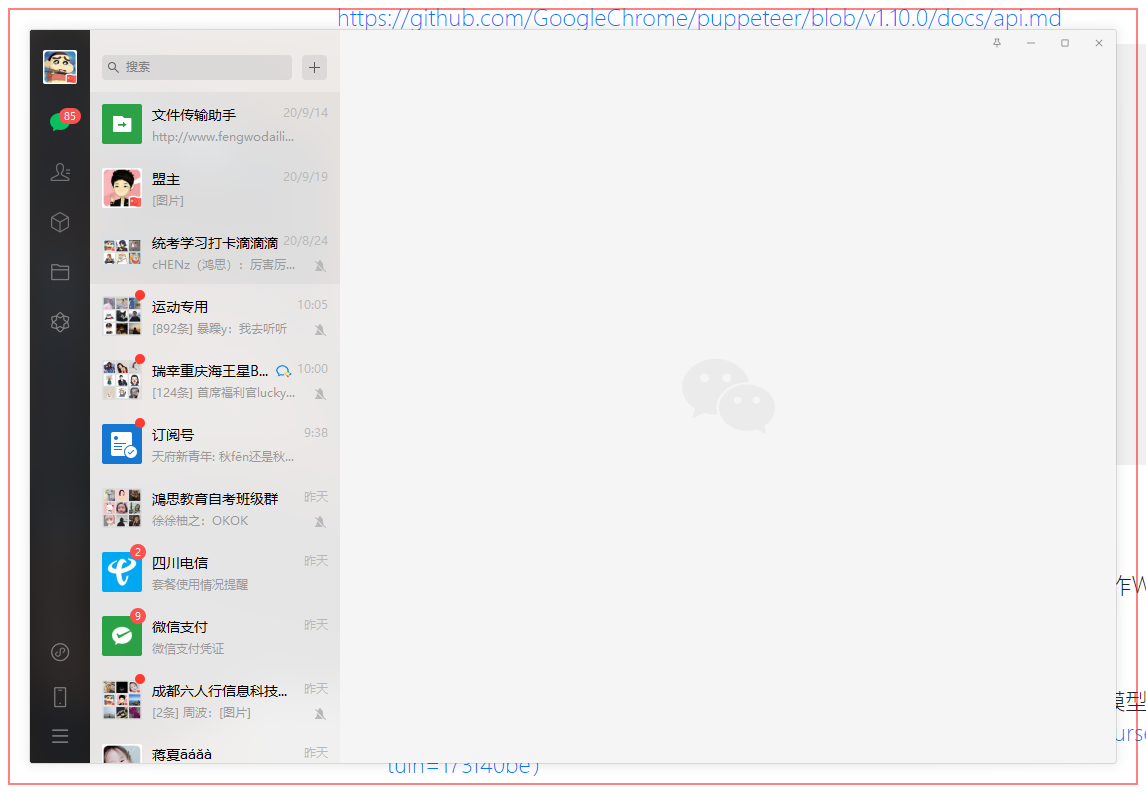 https://github.com/GoogleChrome/puppeteer/blob/v1.10.0/docs/api.md
搜索
85
文件传输助手 20/9/14
http://www.fengwodaili...
盟主 20/9/19
[图片]
统考学习打卡滴滴滴 20/8/24
cHENz（鸿思）：厉害厉...
运动专用 10:05
[892条] 暴躁y：我去听听
瑞幸重庆海王星B... 10:00
[124条] 首席福利官lucky...
订阅号 9:38
天府新青年: 秋fēn还是秋...
鴻思教育自考班级群 昨天
徐徐柚之：OKOK
2
四川电信 昨天
套餐使用情况提醒
9
微信支付 昨天
微信支付凭证
成都六人行信息科技... 昨天
[2条] 周波：[图片]
蒋夏āáǎà 昨天
作W
模型
urse
tuin=173140be)